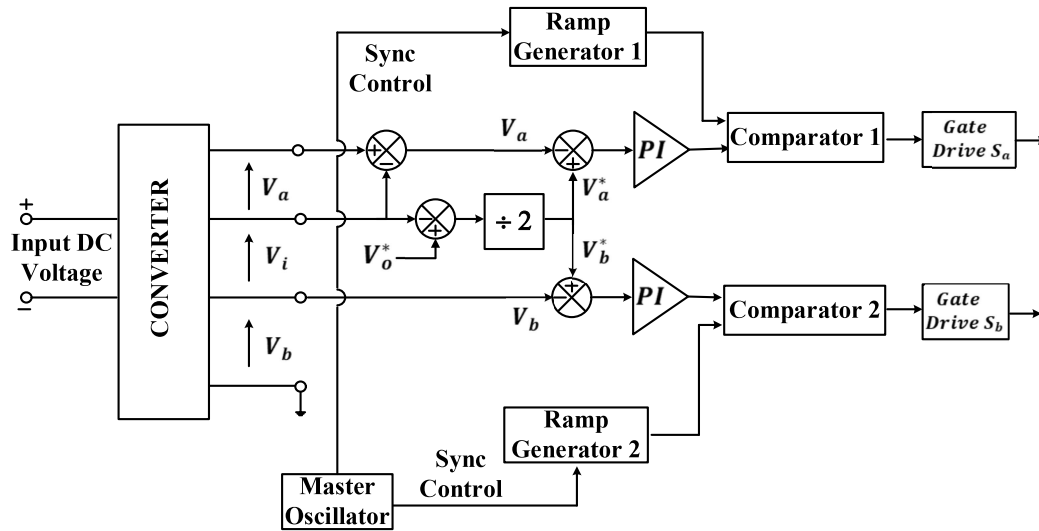 Ramp
Generator 1
Sync
Control
V_a
PI
Comparator 1
Gate
Drive S_a
+
−
−
+
V_a
V_a^*
+
Input DC
Voltage
−
CONVERTER
V_i
−
+
÷ 2
V_o^*
V_b^*
+
−
V_b
PI
Comparator 2
Gate
Drive S_b
V_b
Ramp
Generator 2
Sync
Control
Master
Oscillator